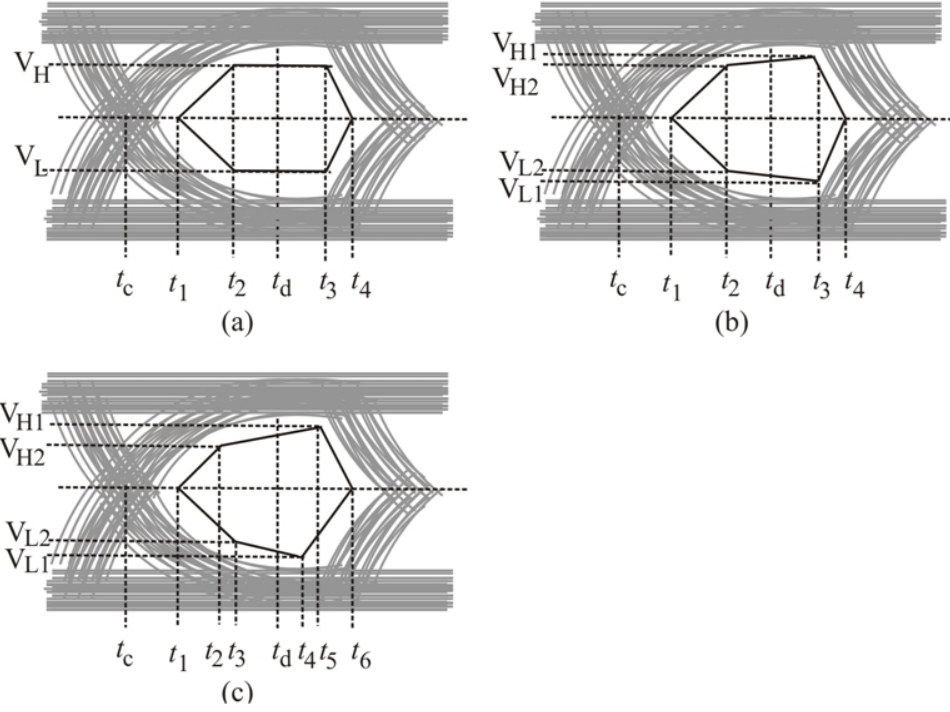 V_H
V_L
t_c t_1 t_2 t_d t_3 t_4
(a)
V_H1
V_H2
V_L2
V_L1
t_c t_1 t_2 t_d t_3 t_4
(b)
V_H1
V_H2
V_L2
V_L1
t_c t_1 t_2 t_3 t_d t_4 t_5 t_6
(c)